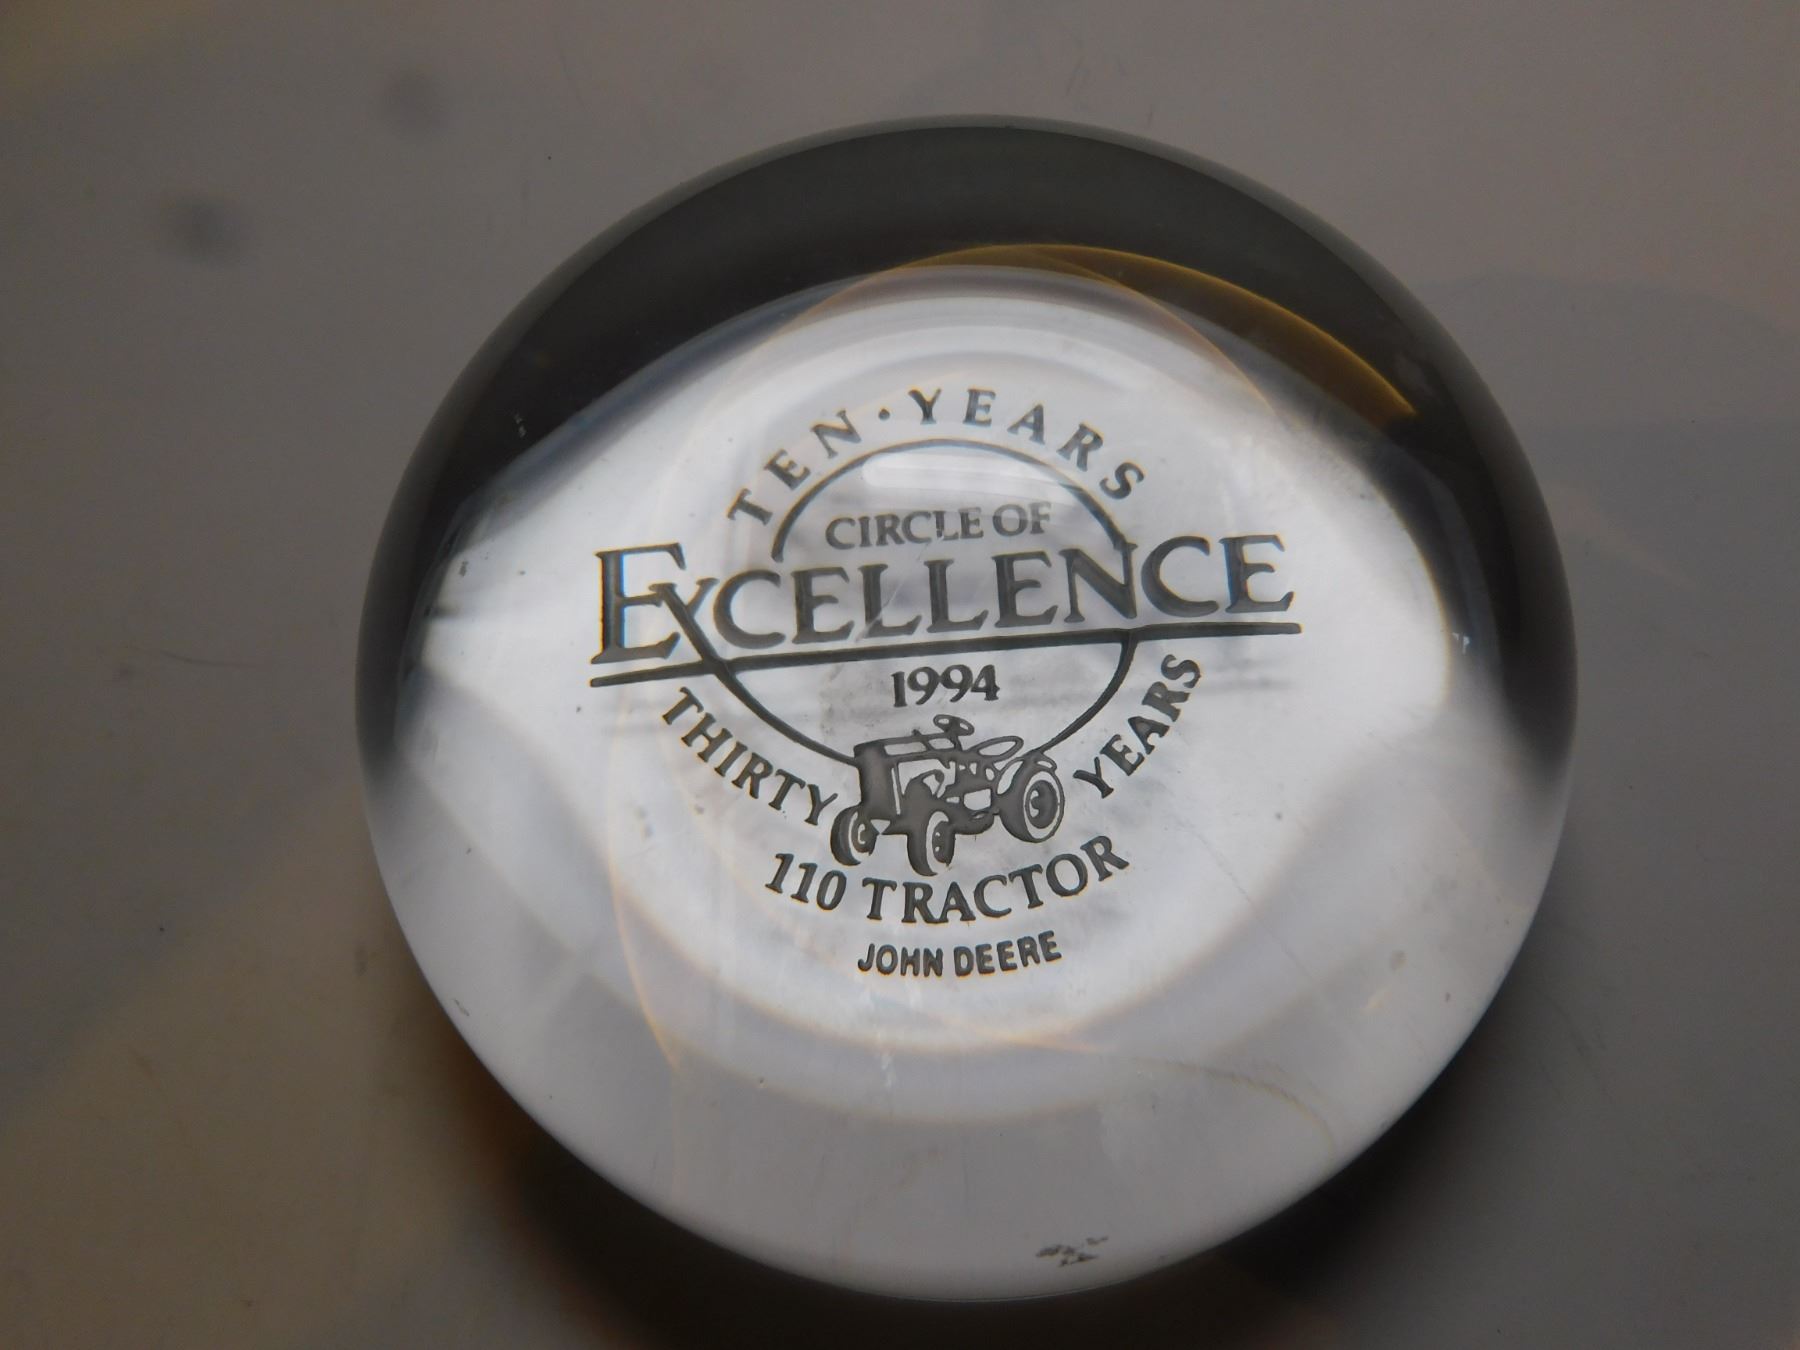 TEN · YEARS
CIRCLE OF
EXCELLENCE
1994
THIRTY YEARS
110 TRACTOR
JOHN DEERE